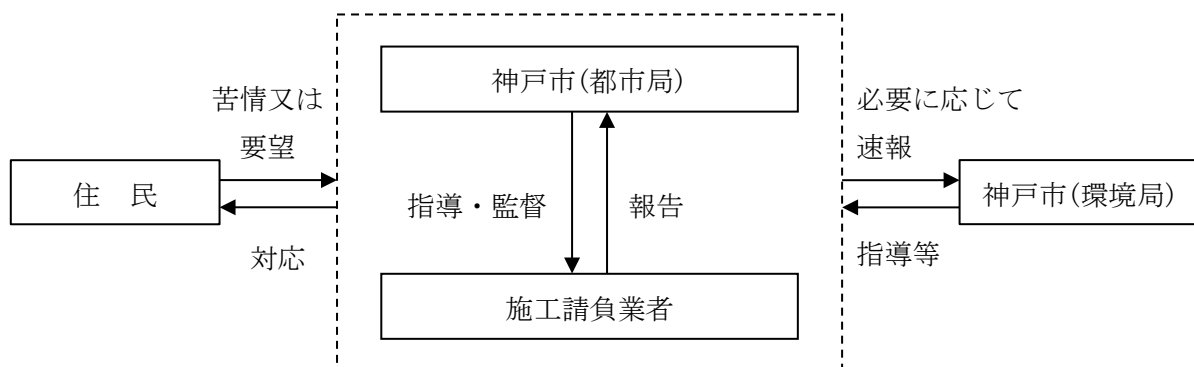 神戸市(都市局)
苦情又は
要望
必要に応じて
速報
住　民
神戸市(環境局)
指導・監督
報告
対応
指導等
施工請負業者